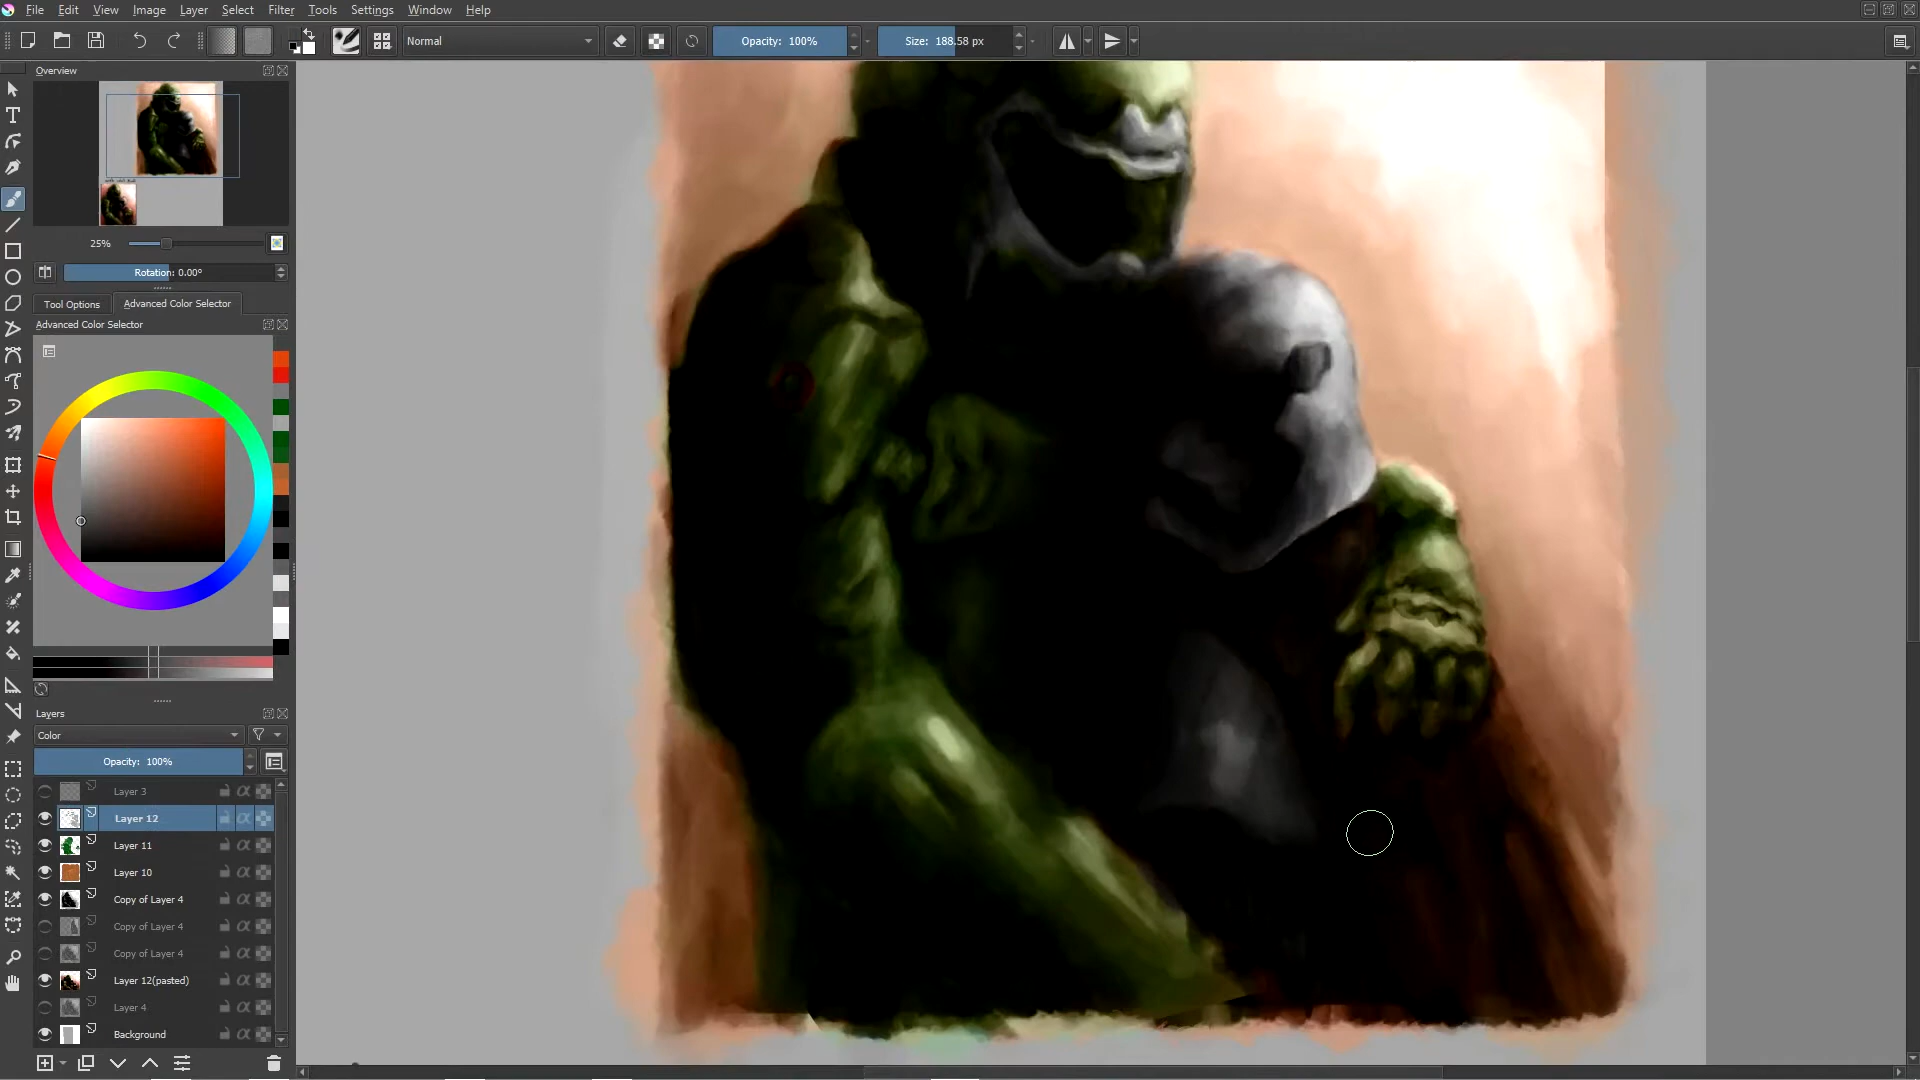 File Edit View Image Layer Select Filter Tools Settings Window Help
Normal
Opacity: 100%
Size: 188.58 px
Overview
25%
Rotation: 0.00°
Tool Options
Advanced Color Selector
Advanced Color Selector
Layers
Color
Opacity: 100%
Layer 3
Layer 12
Layer 11
Layer 10
Copy of Layer 4
Copy of Layer 4
Copy of Layer 4
Layer 12(pasted)
Layer 4
Background